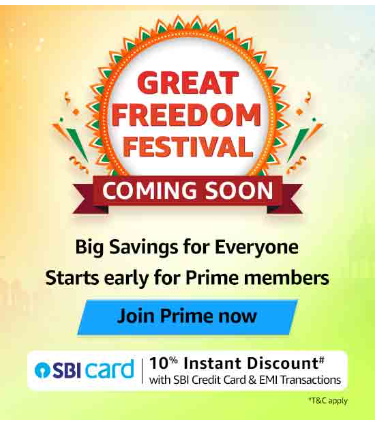 GREAT
FREEDOM
FESTIVAL
COMING SOON
Big Savings for Everyone
Starts early for Prime members
Join Prime now
SBI card
10% Instant Discount#
with SBI Credit Card & EMI Transactions
#T&C apply